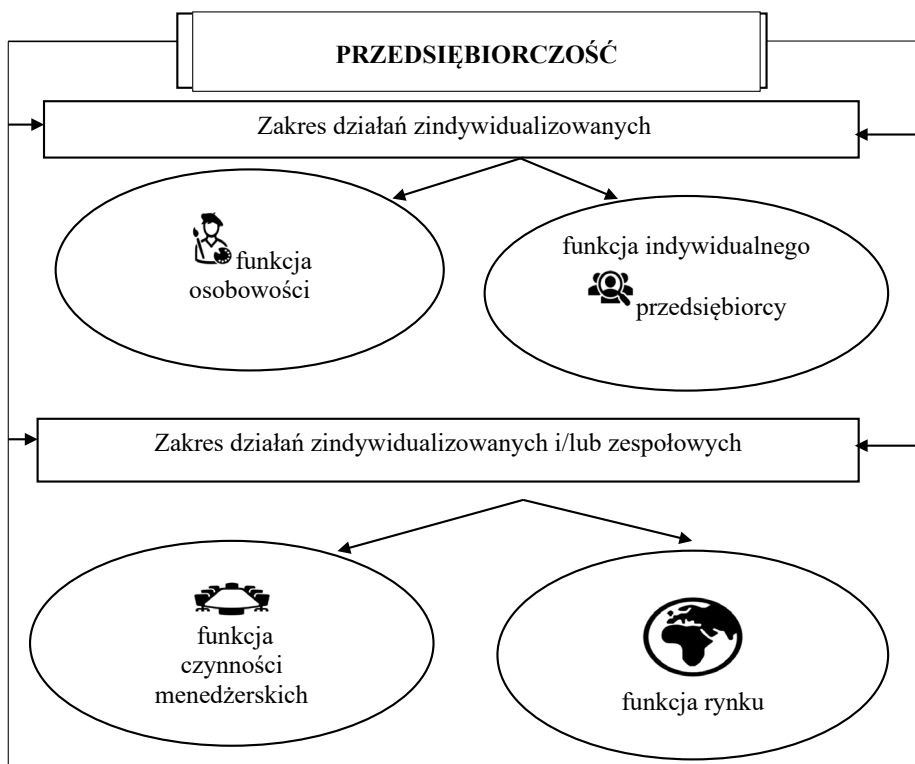 PRZEDSIĘBIORCZOŚĆ
Zakres działań zindywidualizowanych
funkcja
osobowości
funkcja indywidualnego
przedsiębiorcy
Zakres działań zindywidualizowanych i/lub zespołowych
funkcja
czynności
menedżerskich
funkcja rynku